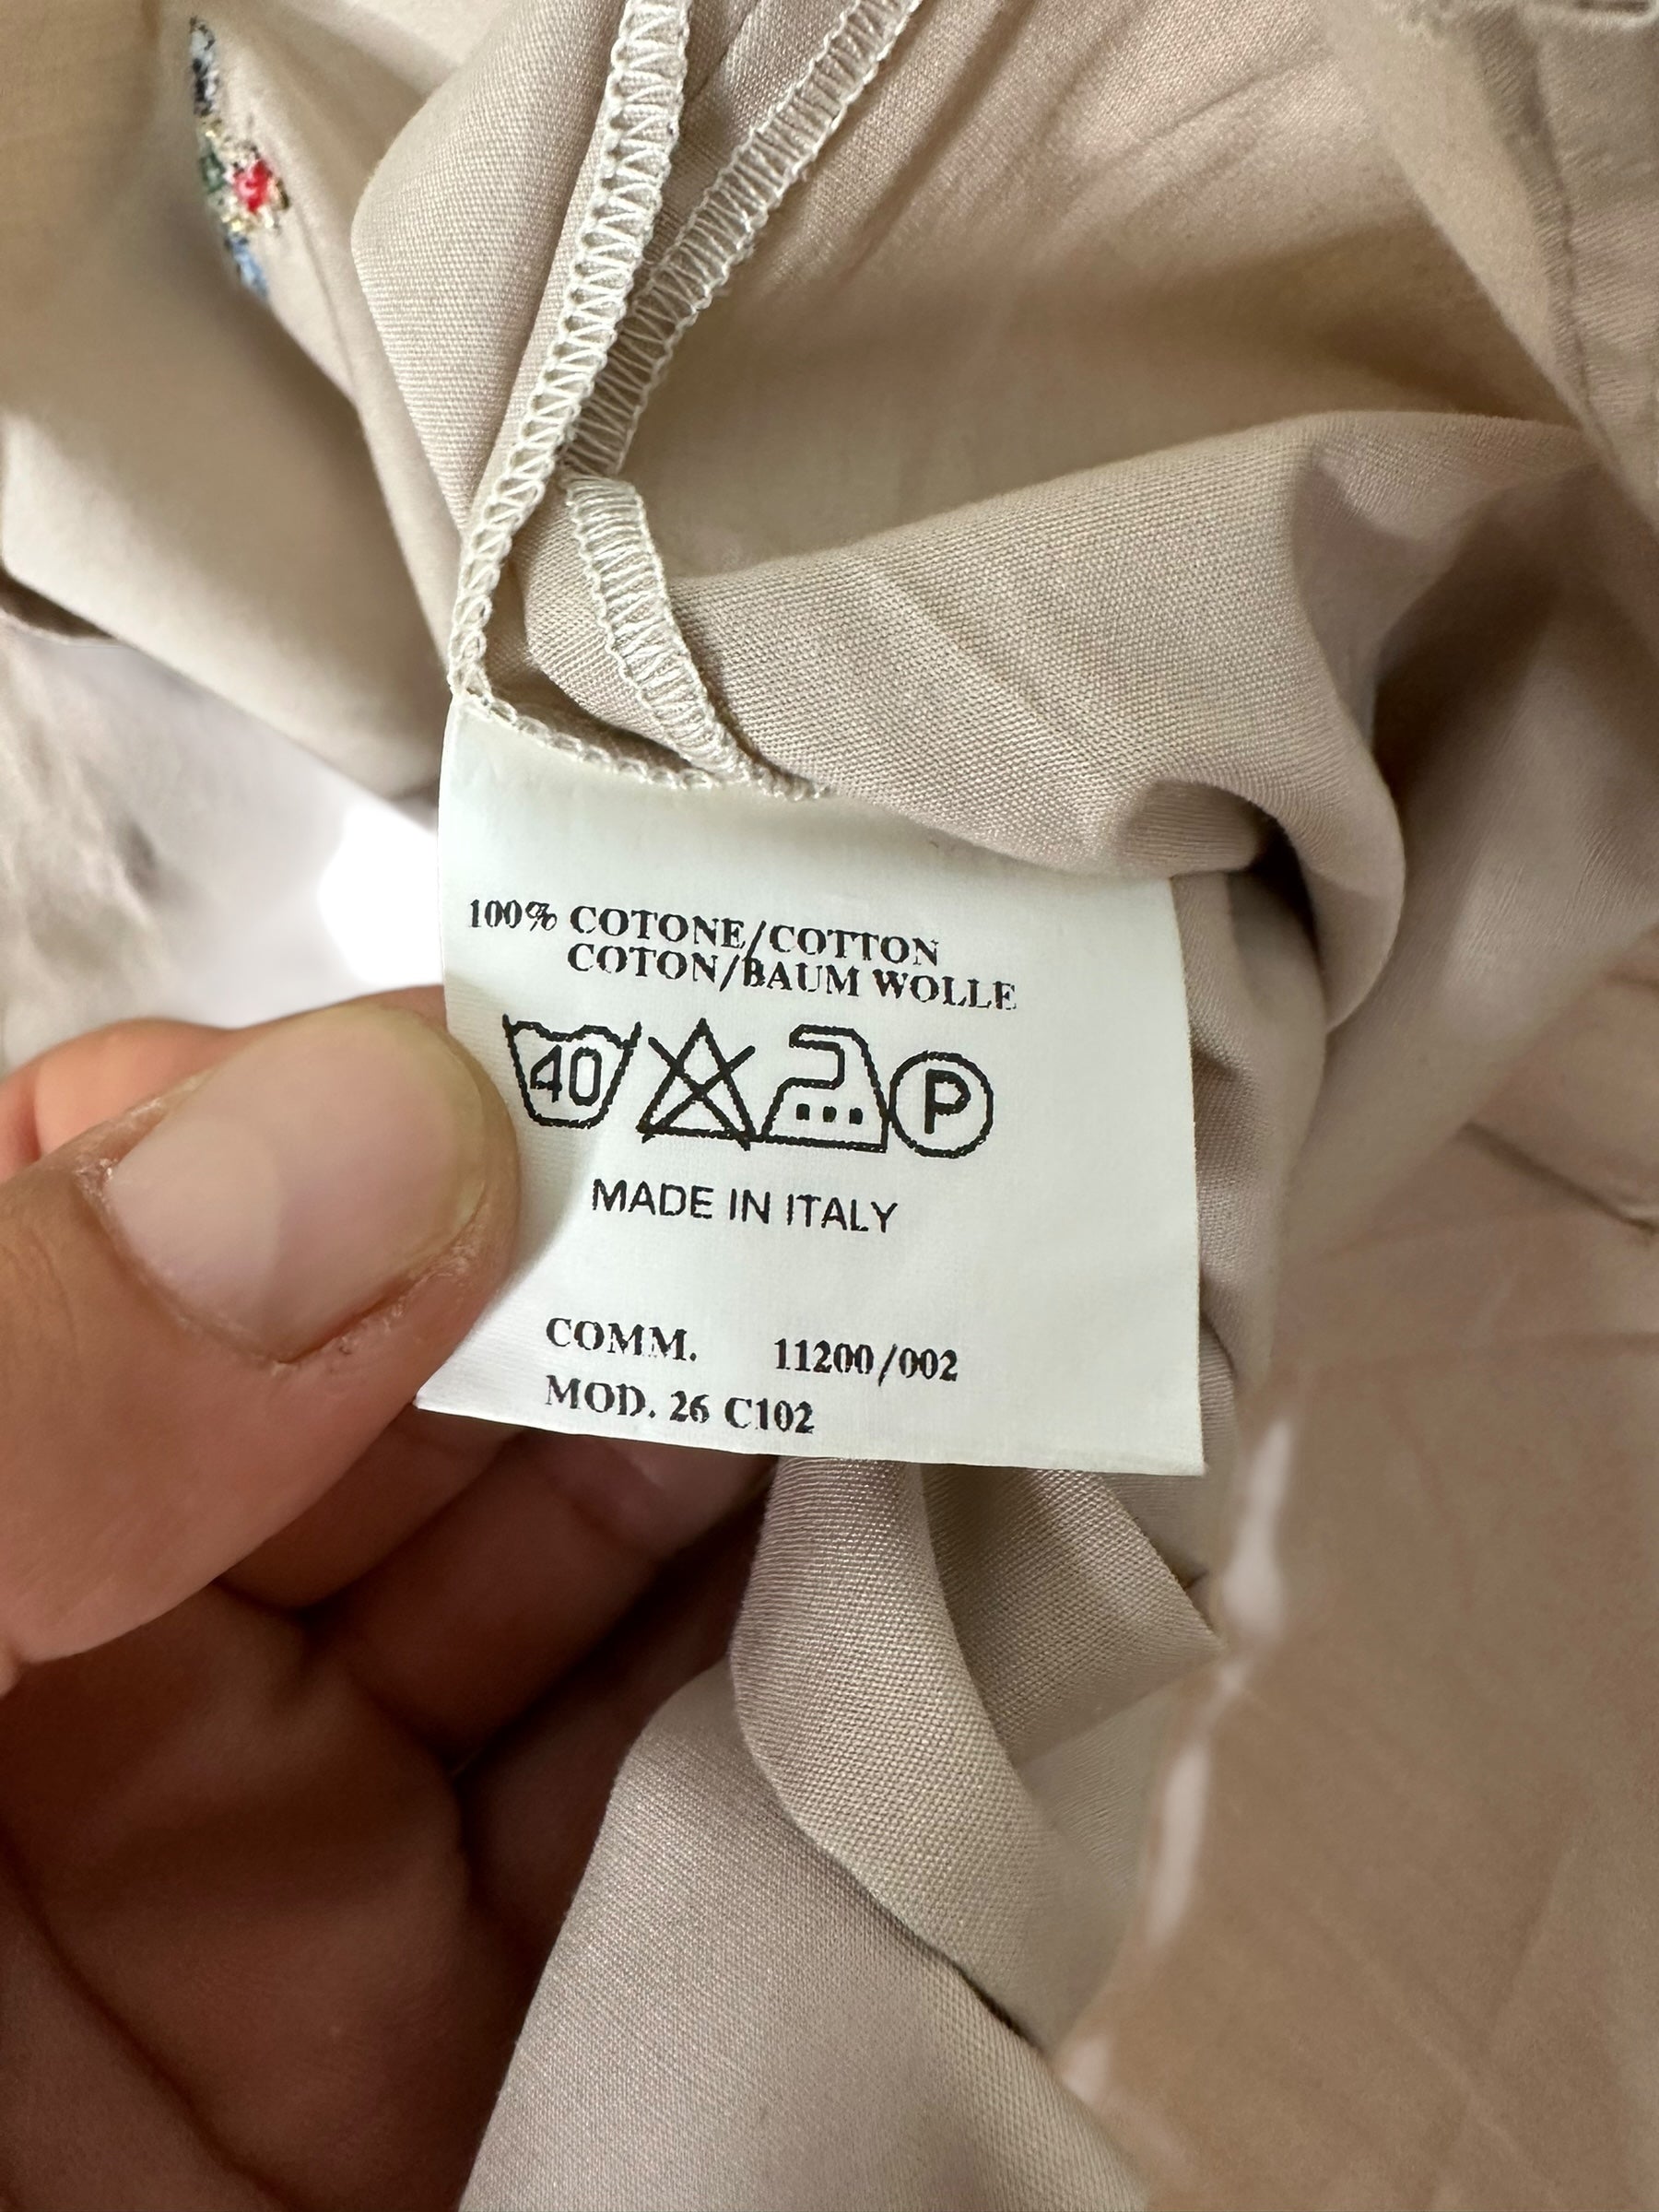 100% COTONE/COTTON
COTON/BAUM WOLLE
40 P
MADE IN ITALY
COMM. 11200/002
MOD. 26 C102